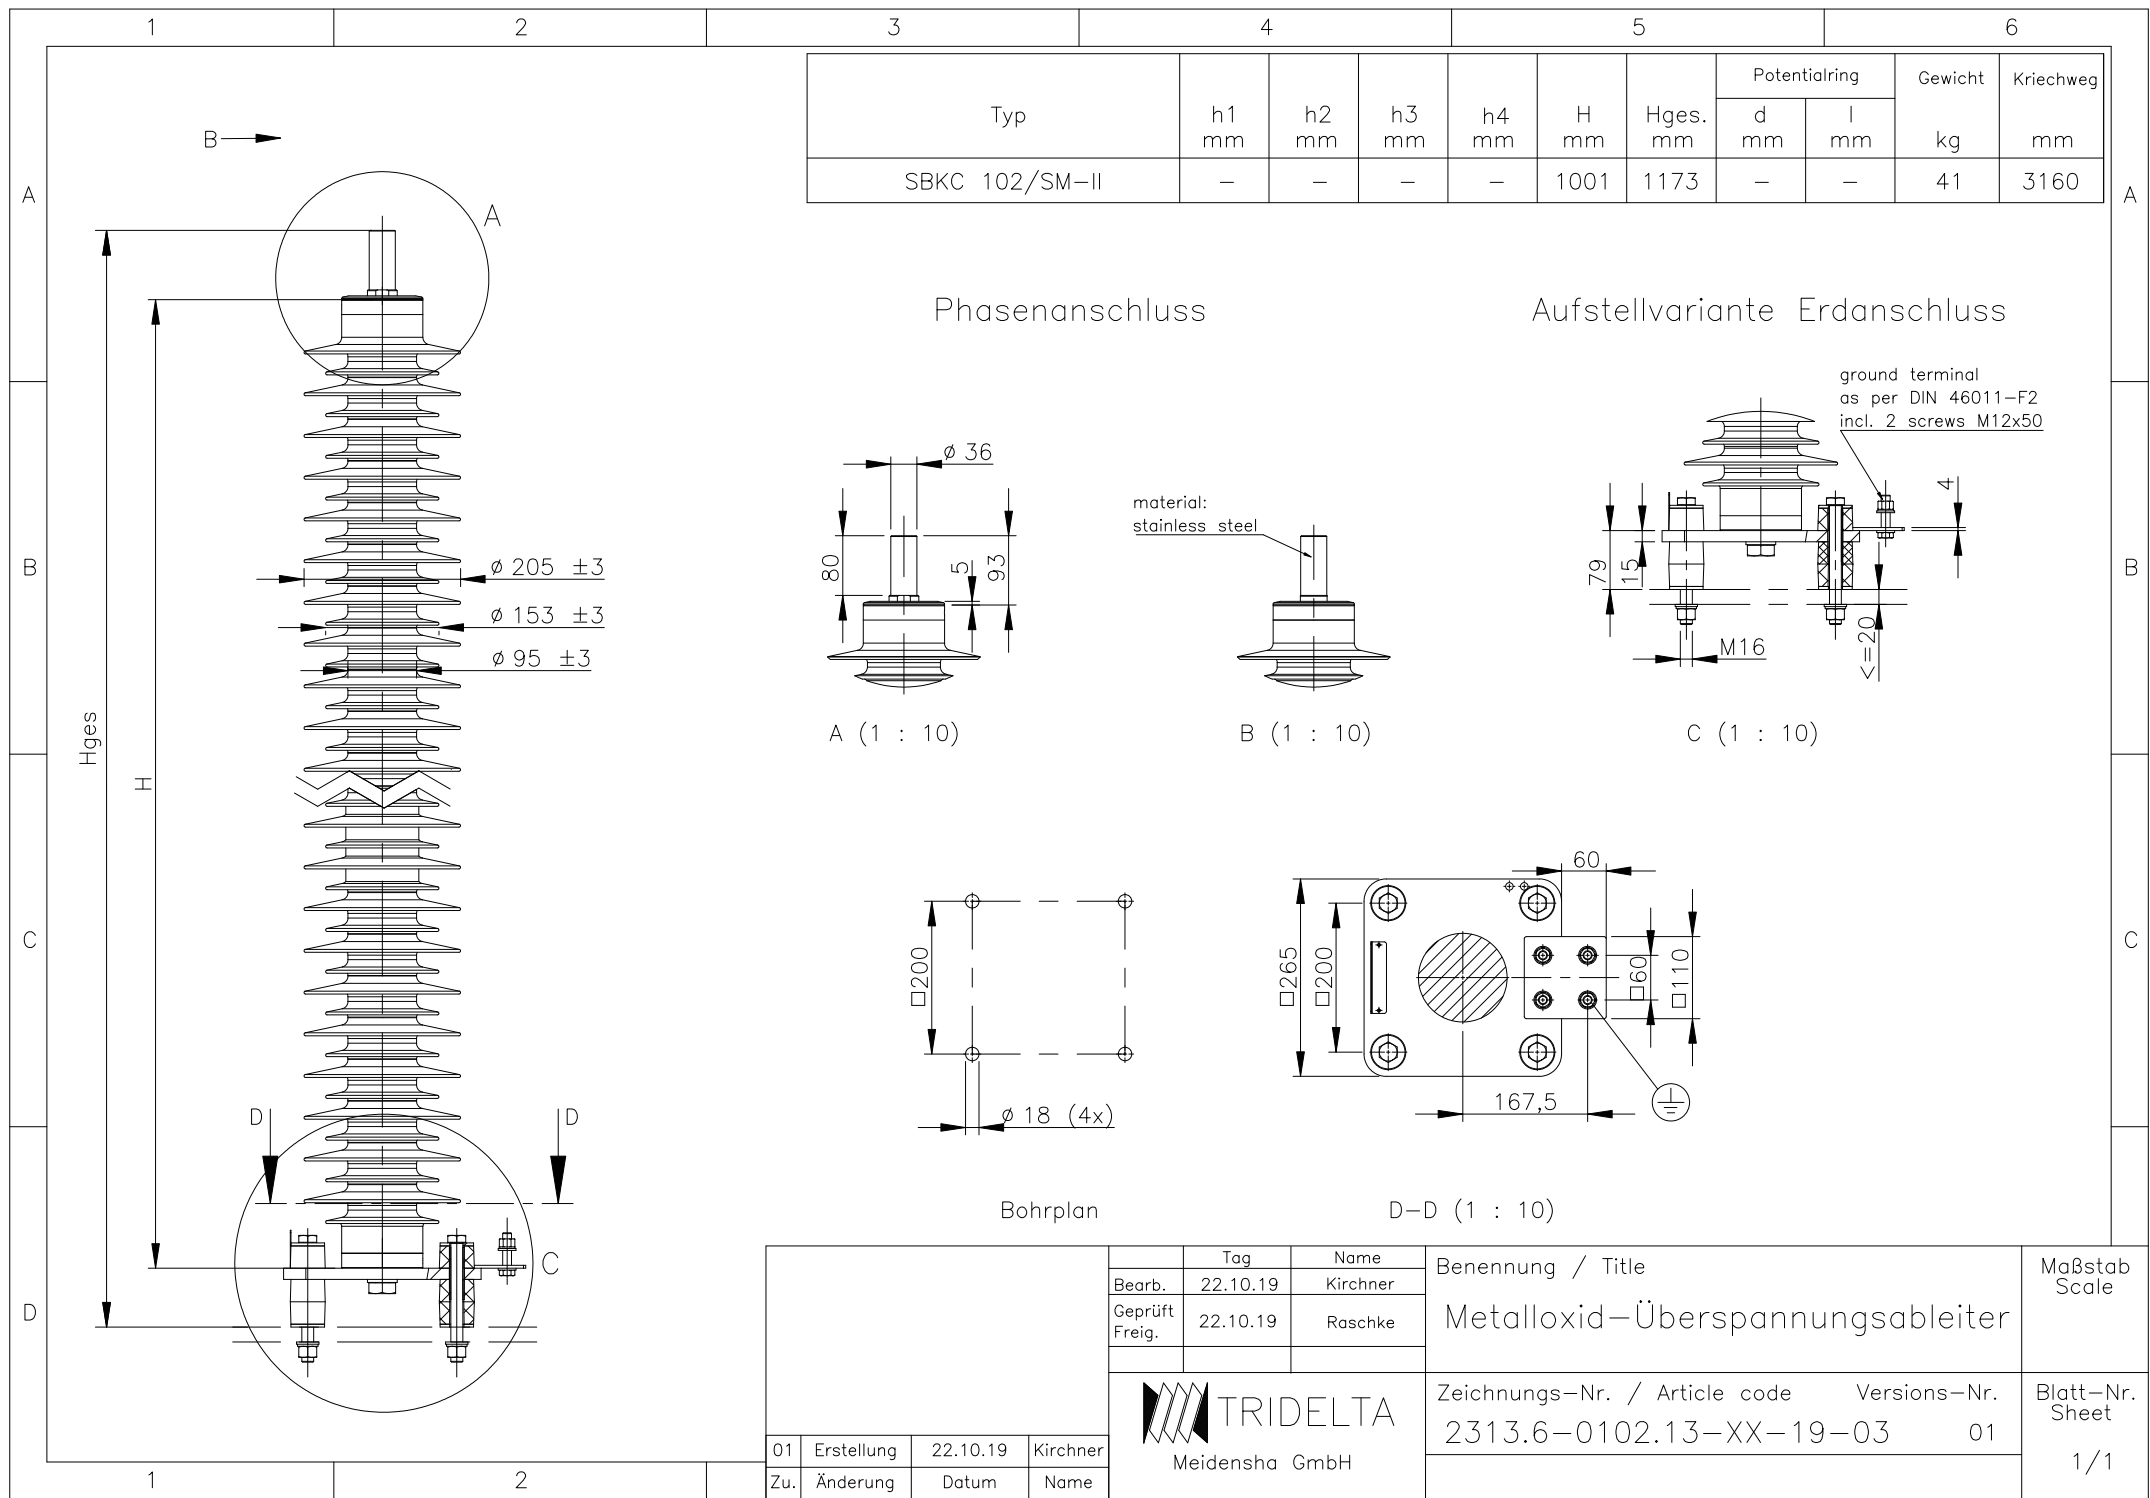 1 2 3 4 5 6
A
B
C
D
A
B
C
Typ
h1 mm
h2 mm
h3 mm
h4 mm
H mm
Hges. mm
Potentialring
d mm
l mm
Gewicht kg
Kriechweg mm
SBKC 102/SM-II - - - - 1001 1173 - - 41 3160
B
A
Hges
H
ø 205 ±3
ø 153 ±3
ø 95 ±3
D D
C
Phasenanschluss
ø 36
80
5
93
A (1 : 10)
material:
stainless steel
B (1 : 10)
Aufstellvariante Erdanschluss
ground terminal
as per DIN 46011-F2
incl. 2 screws M12x50
4
79
15
M16
<=20
C (1 : 10)
□200
ø 18 (4x)
Bohrplan
60
□265
□200
□60
□110
167,5
D-D (1 : 10)
Tag Name
Bearb. 22.10.19 Kirchner
Geprüft
Freig.
22.10.19 Raschke
Benennung / Title
Metalloxid-Überspannungsableiter
Maßstab
Scale
TRIDELTA
Meidensha GmbH
Zeichnungs-Nr. / Article code Versions-Nr.
2313.6-0102.13-XX-19-03 01
Blatt-Nr.
Sheet
1/1
01 Erstellung 22.10.19 Kirchner
Zu. Änderung Datum Name
1 2